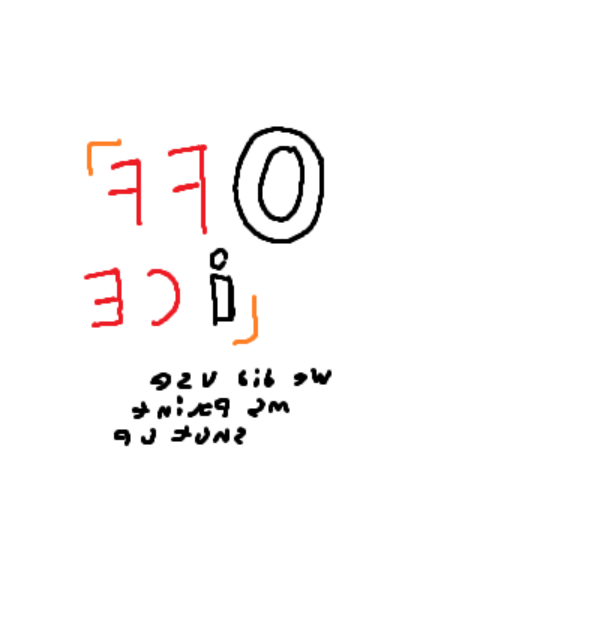 「OFF
iCE」
We did use
ms paint
shut up